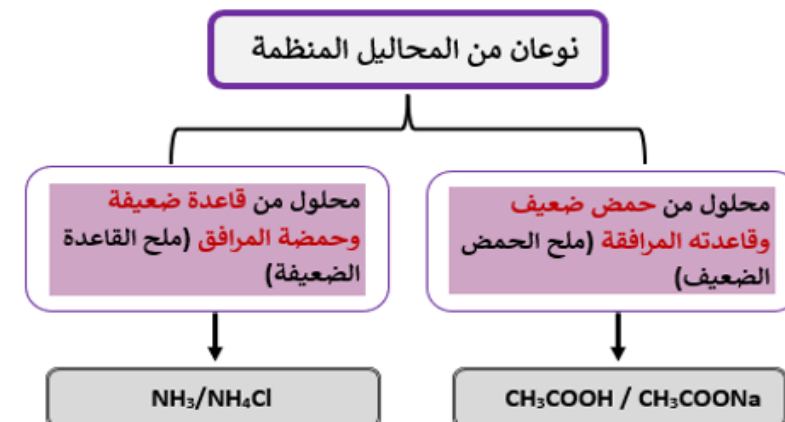 نوعان من المحاليل المنظمة
محلول من حمض ضعيف
وقاعدته المرافقة (ملح الحمض
الضعيف)
محلول من قاعدة ضعيفة
وحمضة المرافق (ملح القاعدة
الضعيفة)
CH₃COOH / CH₃COONa
NH₃/NH₄Cl